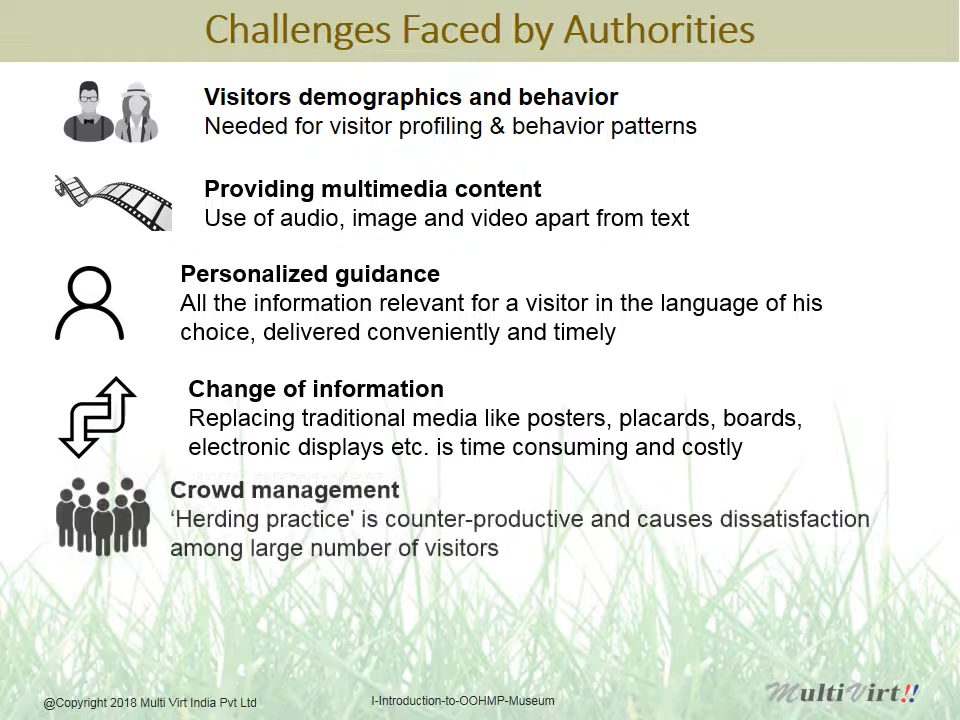 Challenges Faced by Authorities
Visitors demographics and behavior
Needed for visitor profiling & behavior patterns
Providing multimedia content
Use of audio, image and video apart from text
Personalized guidance
All the information relevant for a visitor in the language of his
choice, delivered conveniently and timely
Change of information
Replacing traditional media like posters, placards, boards,
electronic displays etc. is time consuming and costly
Crowd management
‘Herding practice' is counter-productive and causes dissatisfaction
among large number of visitors
@Copyright 2018 Multi Virt India Pvt Ltd
I-Introduction-to-OOHMP-Museum
MultiVirt!!